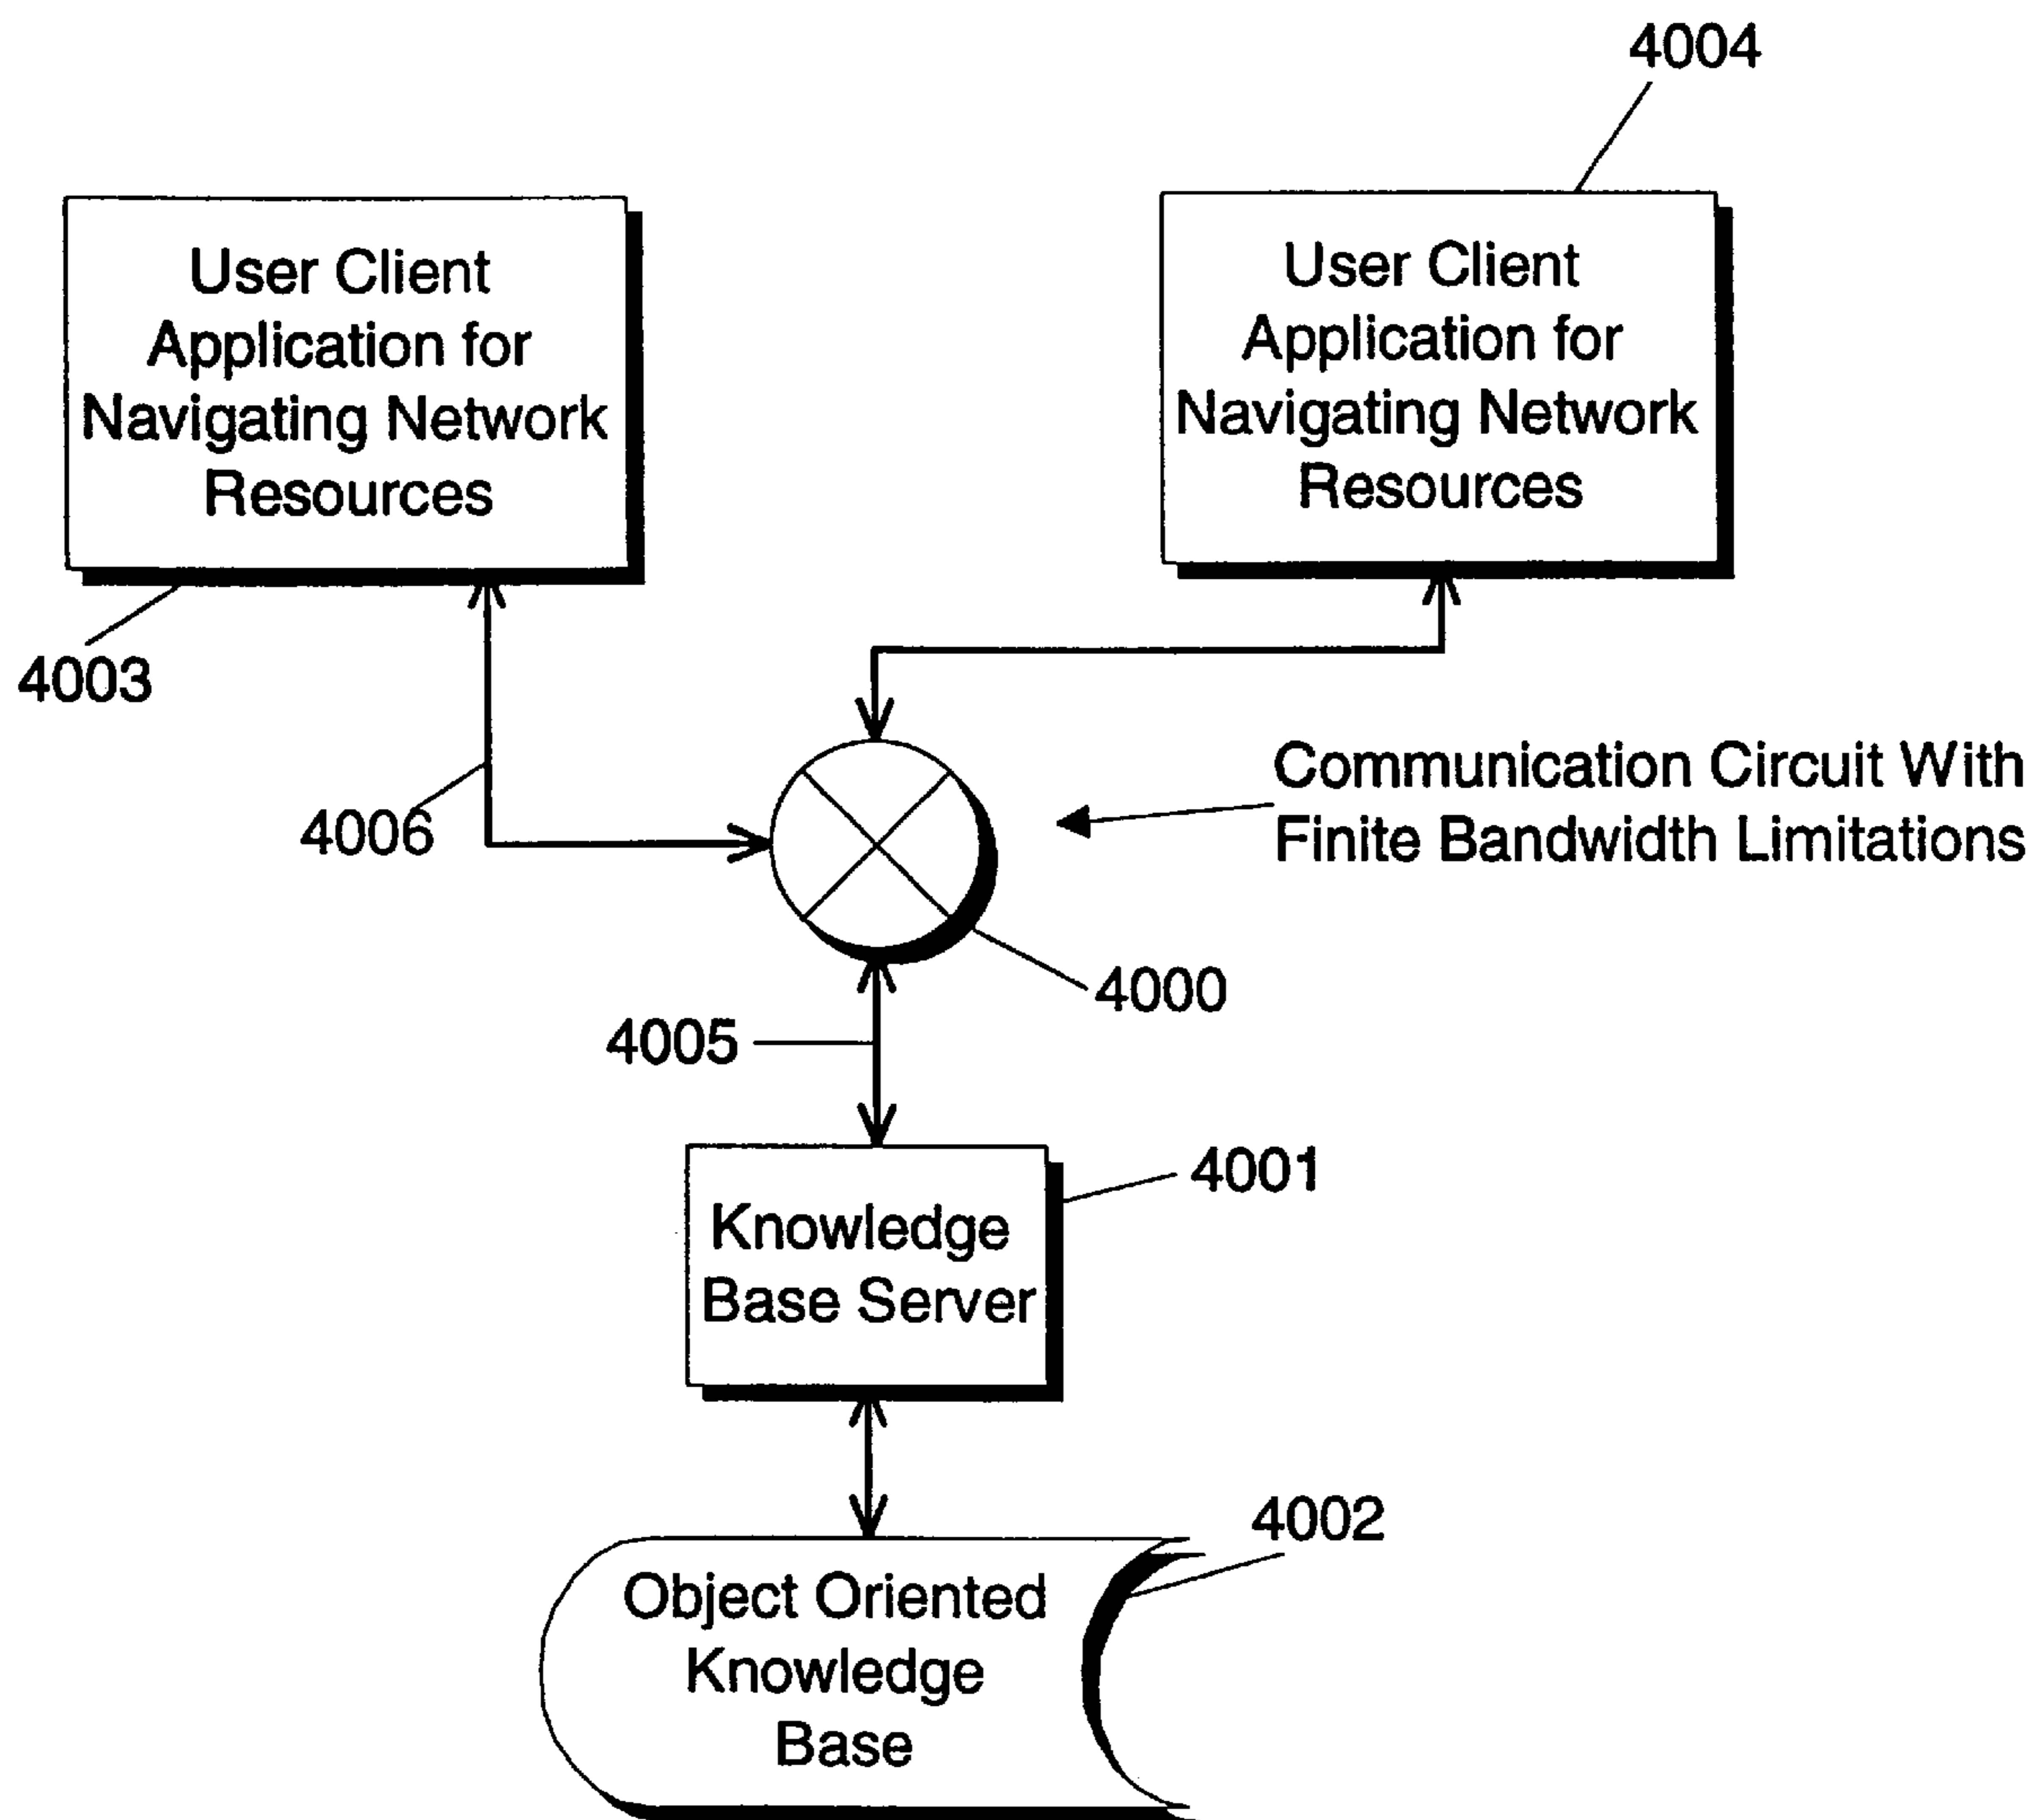 4004
User Client
Application for
Navigating Network
Resources
User Client
Application for
Navigating Network
Resources
4003
4006
Communication Circuit With
Finite Bandwidth Limitations
4000
4005
4001
Knowledge
Base Server
4002
Object Oriented
Knowledge
Base